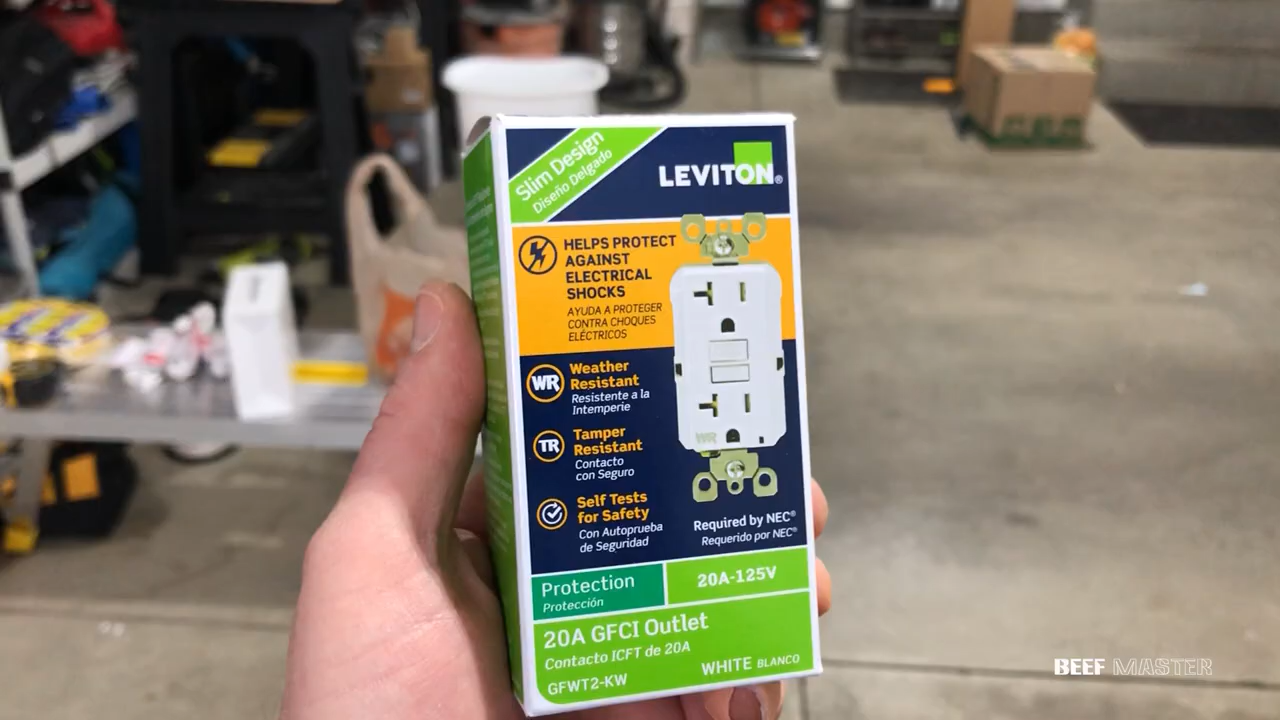 Slim Design
Diseño Delgado
LEVITON®
HELPS PROTECT
AGAINST
ELECTRICAL
SHOCKS
AYUDA A PROTEGER
CONTRA CHOQUES
ELÉCTRICOS
WR
Weather
Resistant
Resistente a la
Intemperie
TR
Tamper
Resistant
Contacto
con Seguro
Self Tests
for Safety
Con Autoprueba
de Seguridad
WR
Required by NEC®
Requerido por NEC®
Protection
Protección
20A-125V
20A GFCI Outlet
Contacto ICFT de 20A
GFWT2-KW
WHITE BLANCO
BEEF MASTER